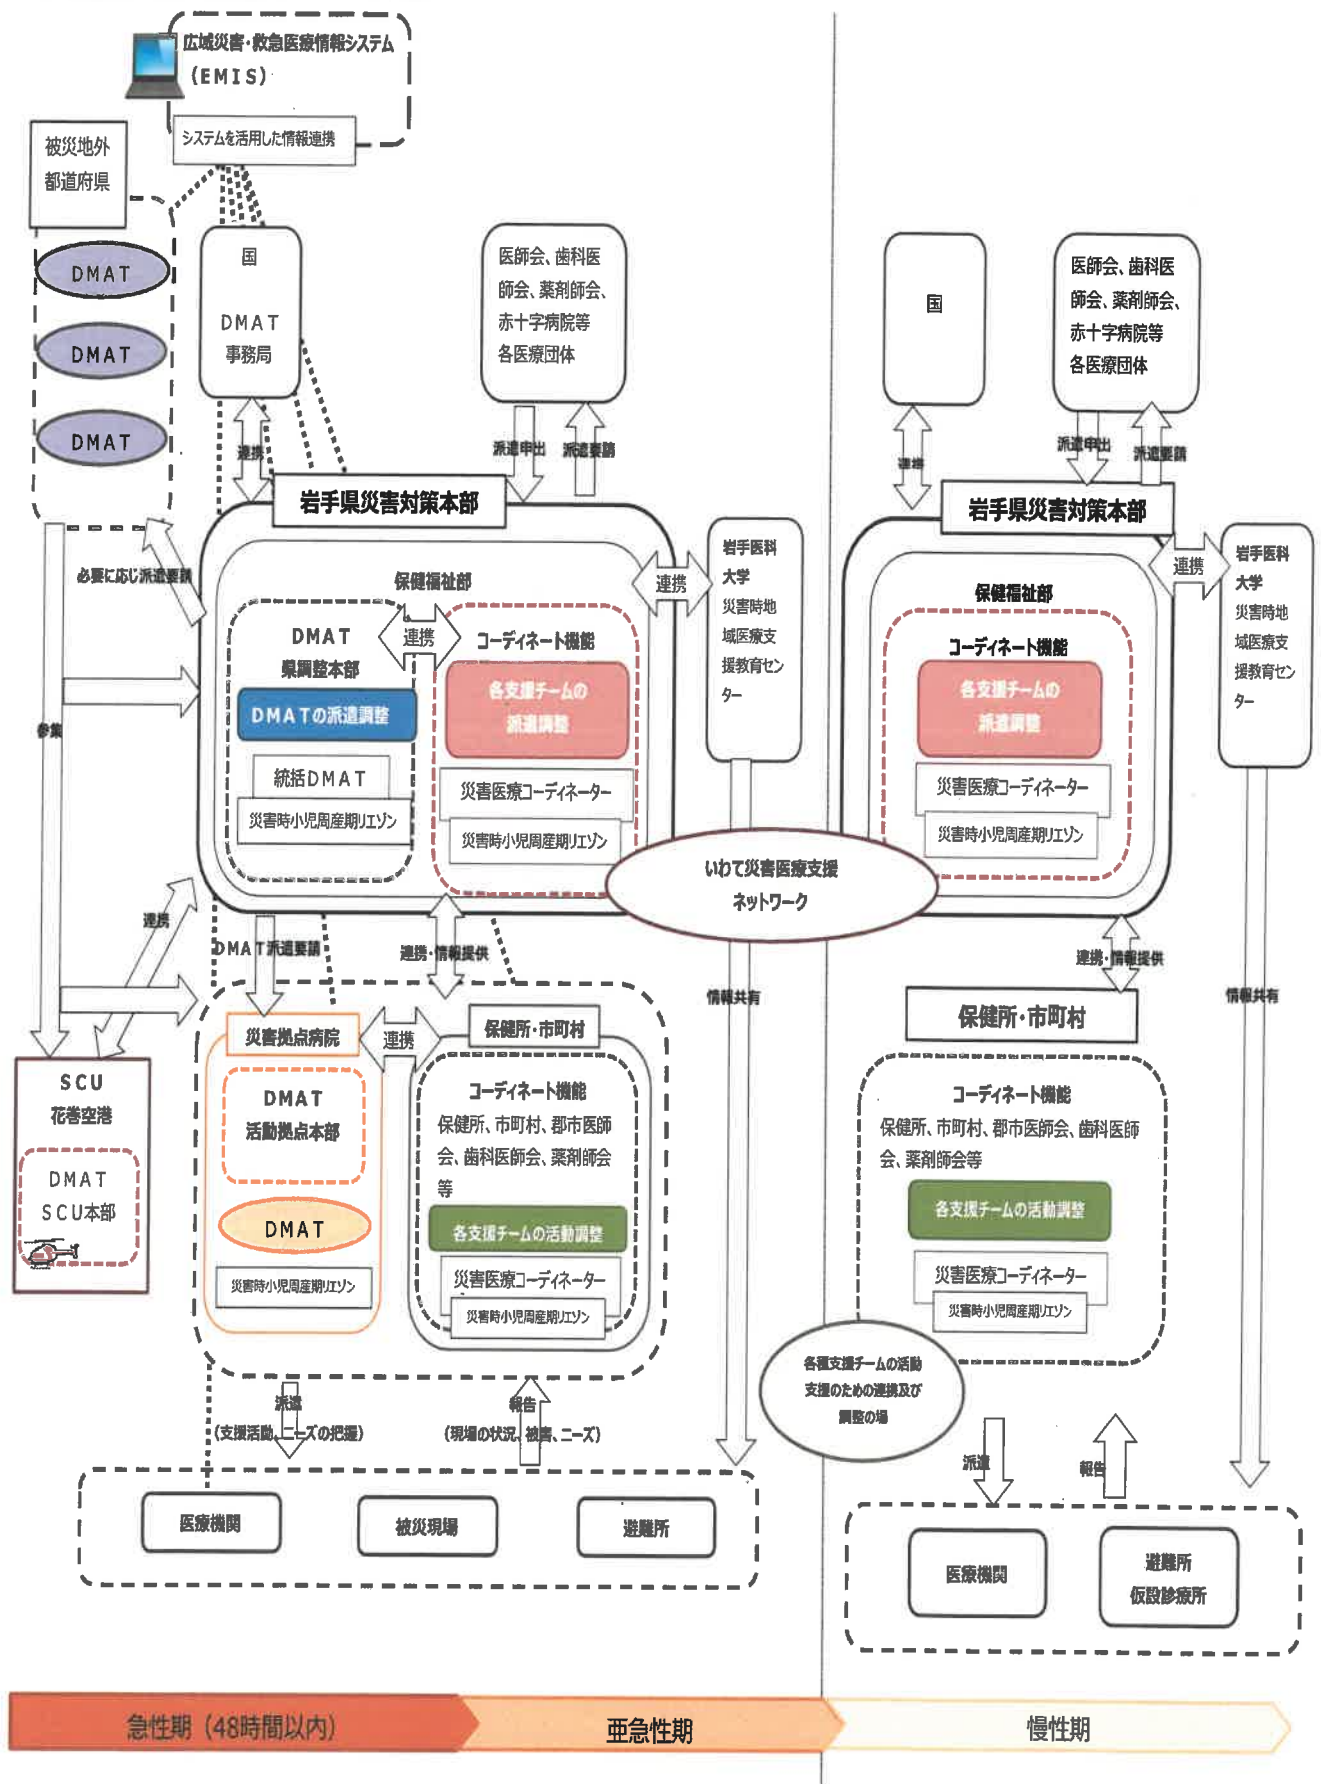 広域災害・救急医療情報システム
（EMIS）
システムを活用した情報連携
被災地外
都道府県
DMAT
DMAT
DMAT
国
DMAT
事務局
医師会、歯科医
師会、薬剤師会、
赤十字病院等
各医療団体
連携
派遣申出
派遣要請
岩手県災害対策本部
必要に応じ派遣要請
保健福祉部
DMAT
県調整本部
連携
コーディネート機能
DMATの派遣調整
各支援チームの
派遣調整
統括DMAT
災害時小児周産期リエゾン
災害医療コーディネーター
災害時小児周産期リエゾン
連携
岩手医科
大学
災害時地
域医療支
援教育セン
ター
参集
いわて災害医療支援
ネットワーク
連携
DMAT派遣要請
連携・情報提供
情報共有
SCU
花巻空港
DMAT
SCU本部
災害拠点病院
連携
保健所・市町村
DMAT
活動拠点本部
DMAT
災害時小児周産期リエゾン
コーディネート機能
保健所、市町村、郡市医師
会、歯科医師会、薬剤師会
等
各支援チームの活動調整
災害医療コーディネーター
災害時小児周産期リエゾン
派遣
（支援活動、ニーズの把握）
報告
（現場の状況、被害、ニーズ）
医療機関
被災現場
避難所
国
医師会、歯科医
師会、薬剤師会、
赤十字病院等
各医療団体
連携
派遣申出
派遣要請
岩手県災害対策本部
保健福祉部
コーディネート機能
各支援チームの
派遣調整
災害医療コーディネーター
災害時小児周産期リエゾン
連携
岩手医科
大学
災害時地
域医療支
援教育セン
ター
連携・情報提供
情報共有
保健所・市町村
コーディネート機能
保健所、市町村、郡市医師会、歯科医師
会、薬剤師会等
各支援チームの活動調整
災害医療コーディネーター
災害時小児周産期リエゾン
各種支援チームの活動
支援のための連携及び
調整の場
派遣
報告
医療機関
避難所
仮設診療所
急性期（48時間以内）
亜急性期
慢性期